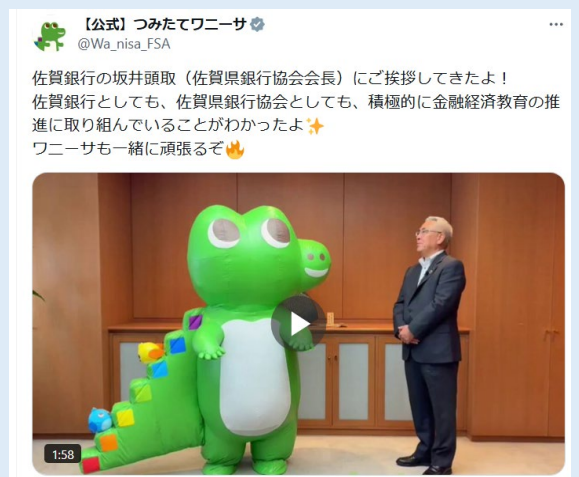 【公式】つみたてワニーサ
@Wa_nisa_FSA
佐賀銀行の坂井頭取（佐賀県銀行協会会長）にご挨拶してきたよ！
佐賀銀行としても、佐賀県銀行協会としても、積極的に金融経済教育の推
進に取り組んでいることがわかったよ✨
ワニーサも一緒に頑張るぞ🔥
1:58